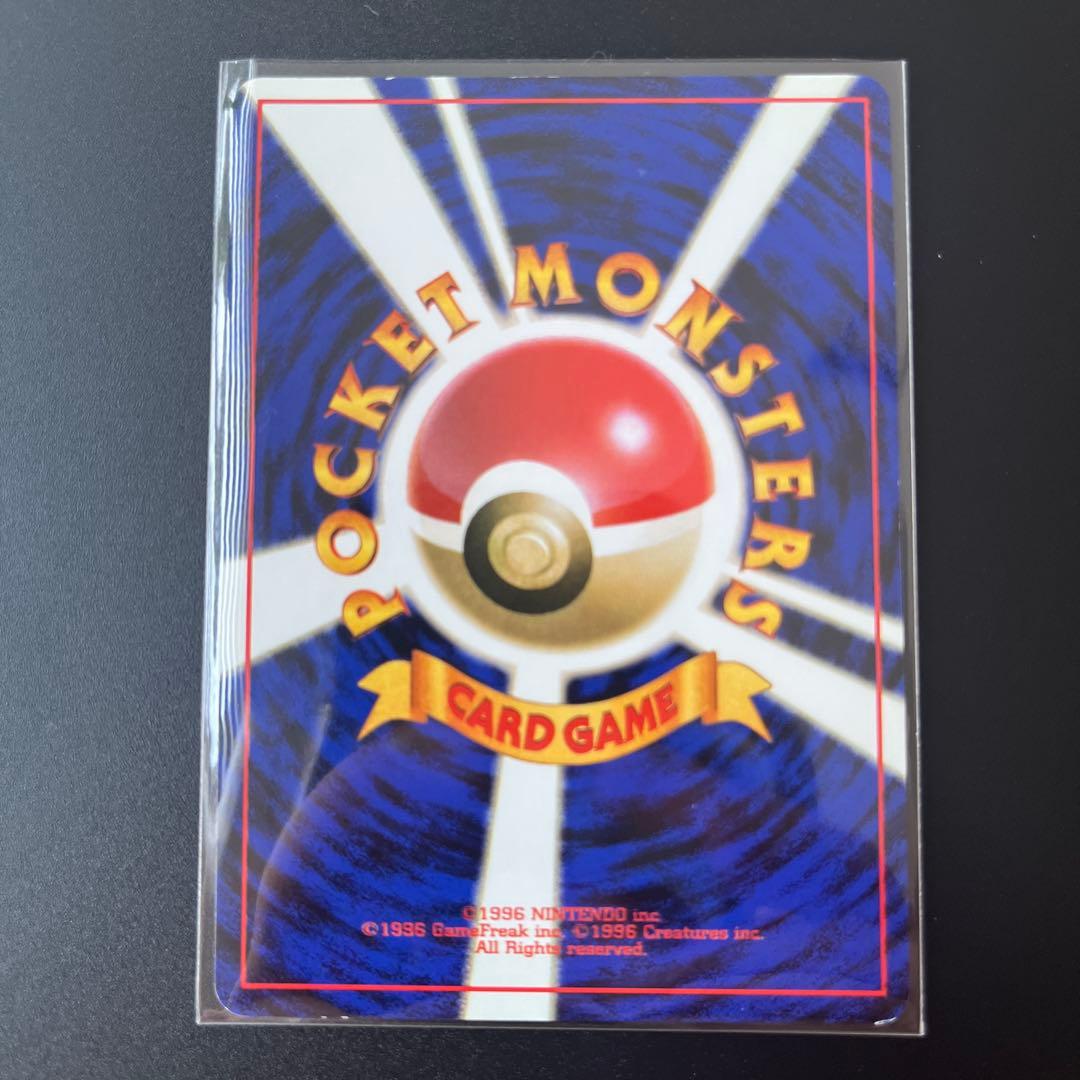 POCKET MONSTERS
CARD GAME
©1996 NINTENDO inc.
©1996 GameFreak inc. ©1996 Creatures inc.
All Rights reserved.